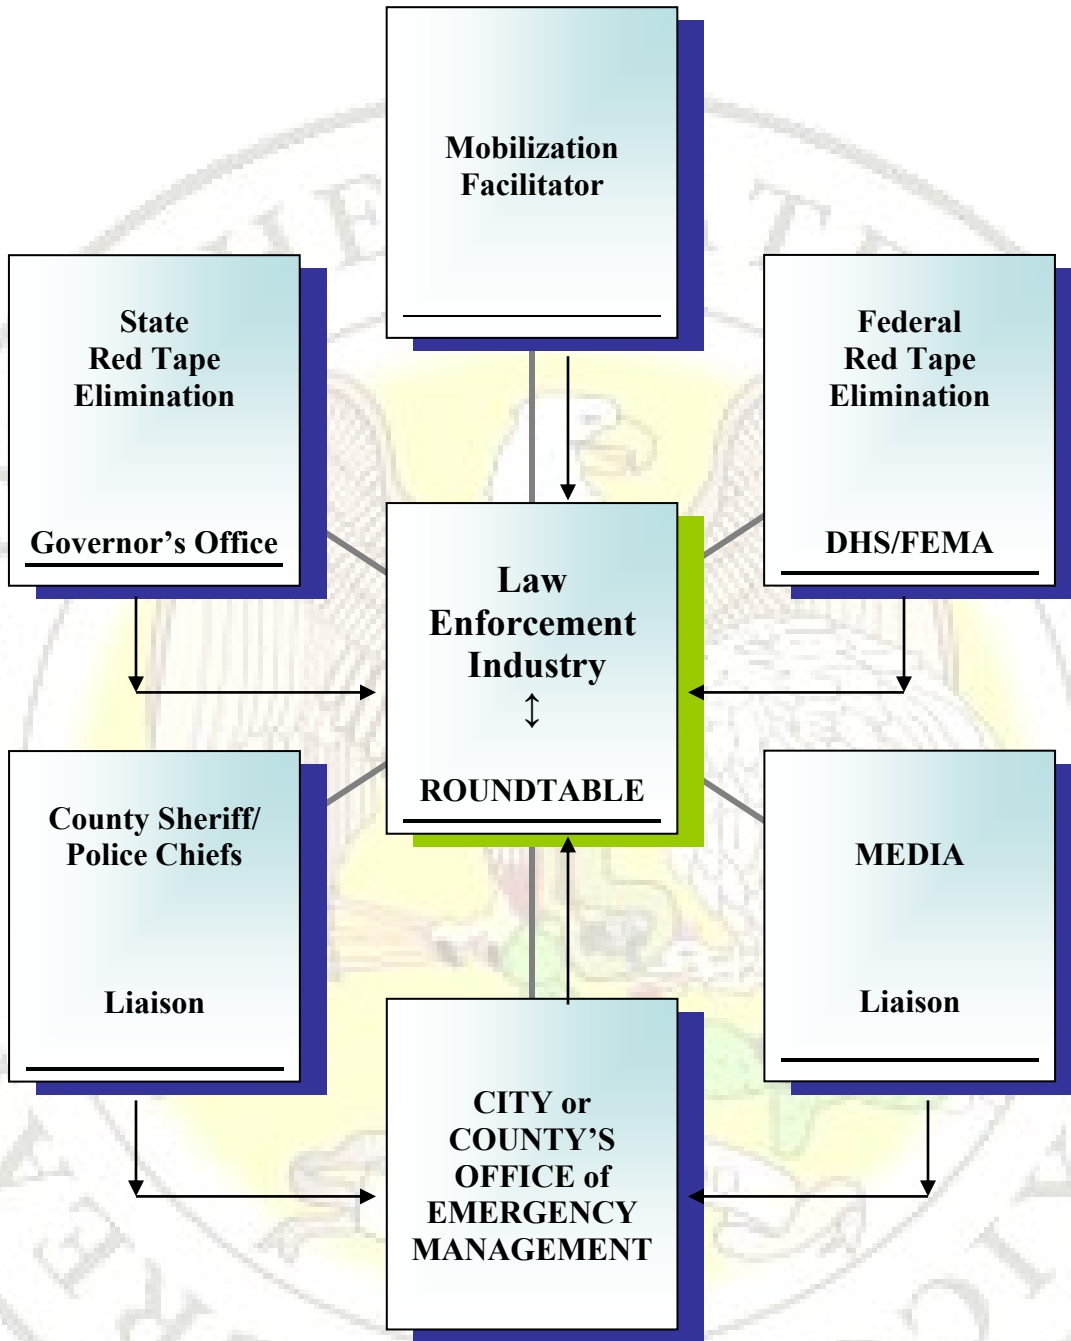 Mobilization
Facilitator
State
Red Tape
Elimination
Governor's Office
Federal
Red Tape
Elimination
DHS/FEMA
Law
Enforcement
Industry
↕
ROUNDTABLE
County Sheriff/
Police Chiefs
Liaison
MEDIA
Liaison
CITY or
COUNTY'S
OFFICE of
EMERGENCY
MANAGEMENT